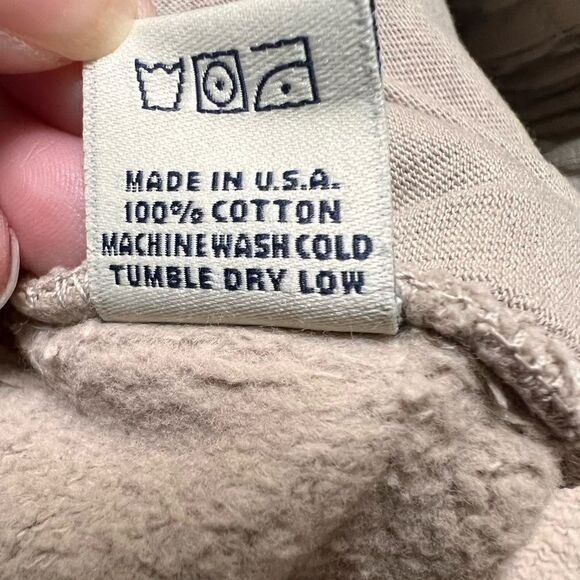 MADE IN U.S.A.
100% COTTON
MACHINE WASH COLD
TUMBLE DRY LOW